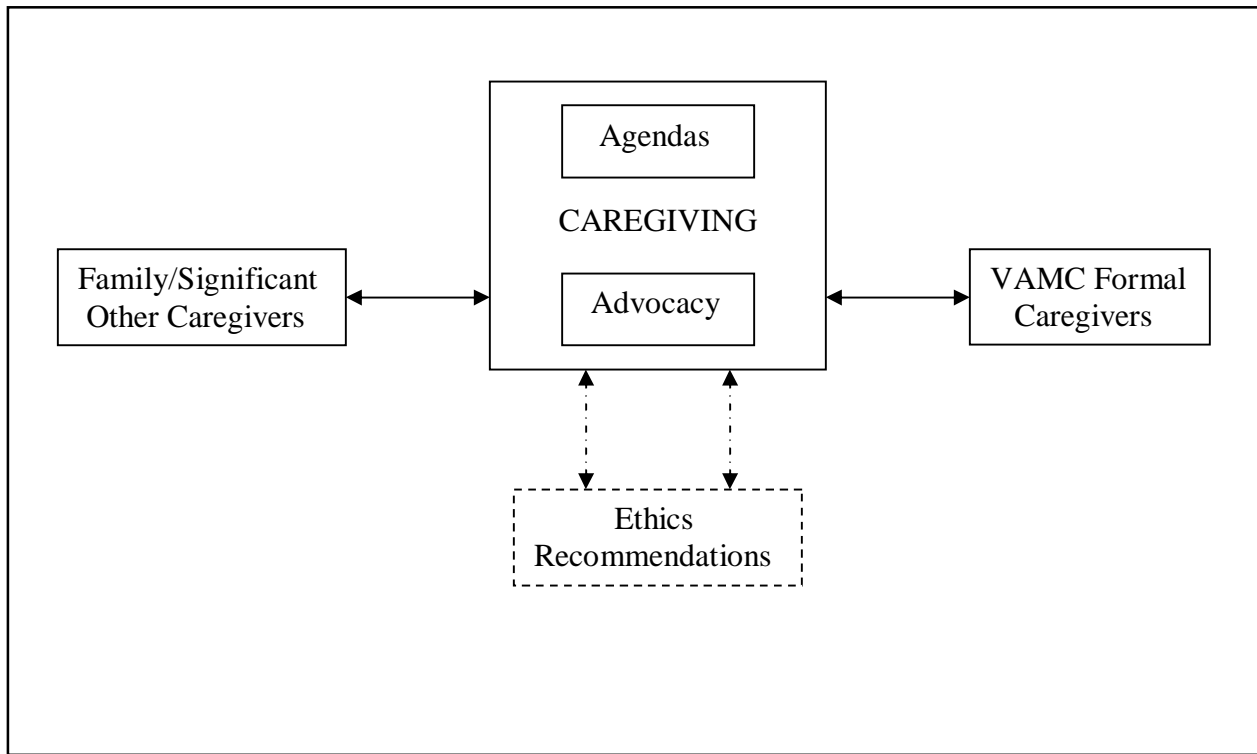 Agendas
CAREGIVING
Advocacy
Family/Significant
Other Caregivers
VAMC Formal
Caregivers
Ethics
Recommendations